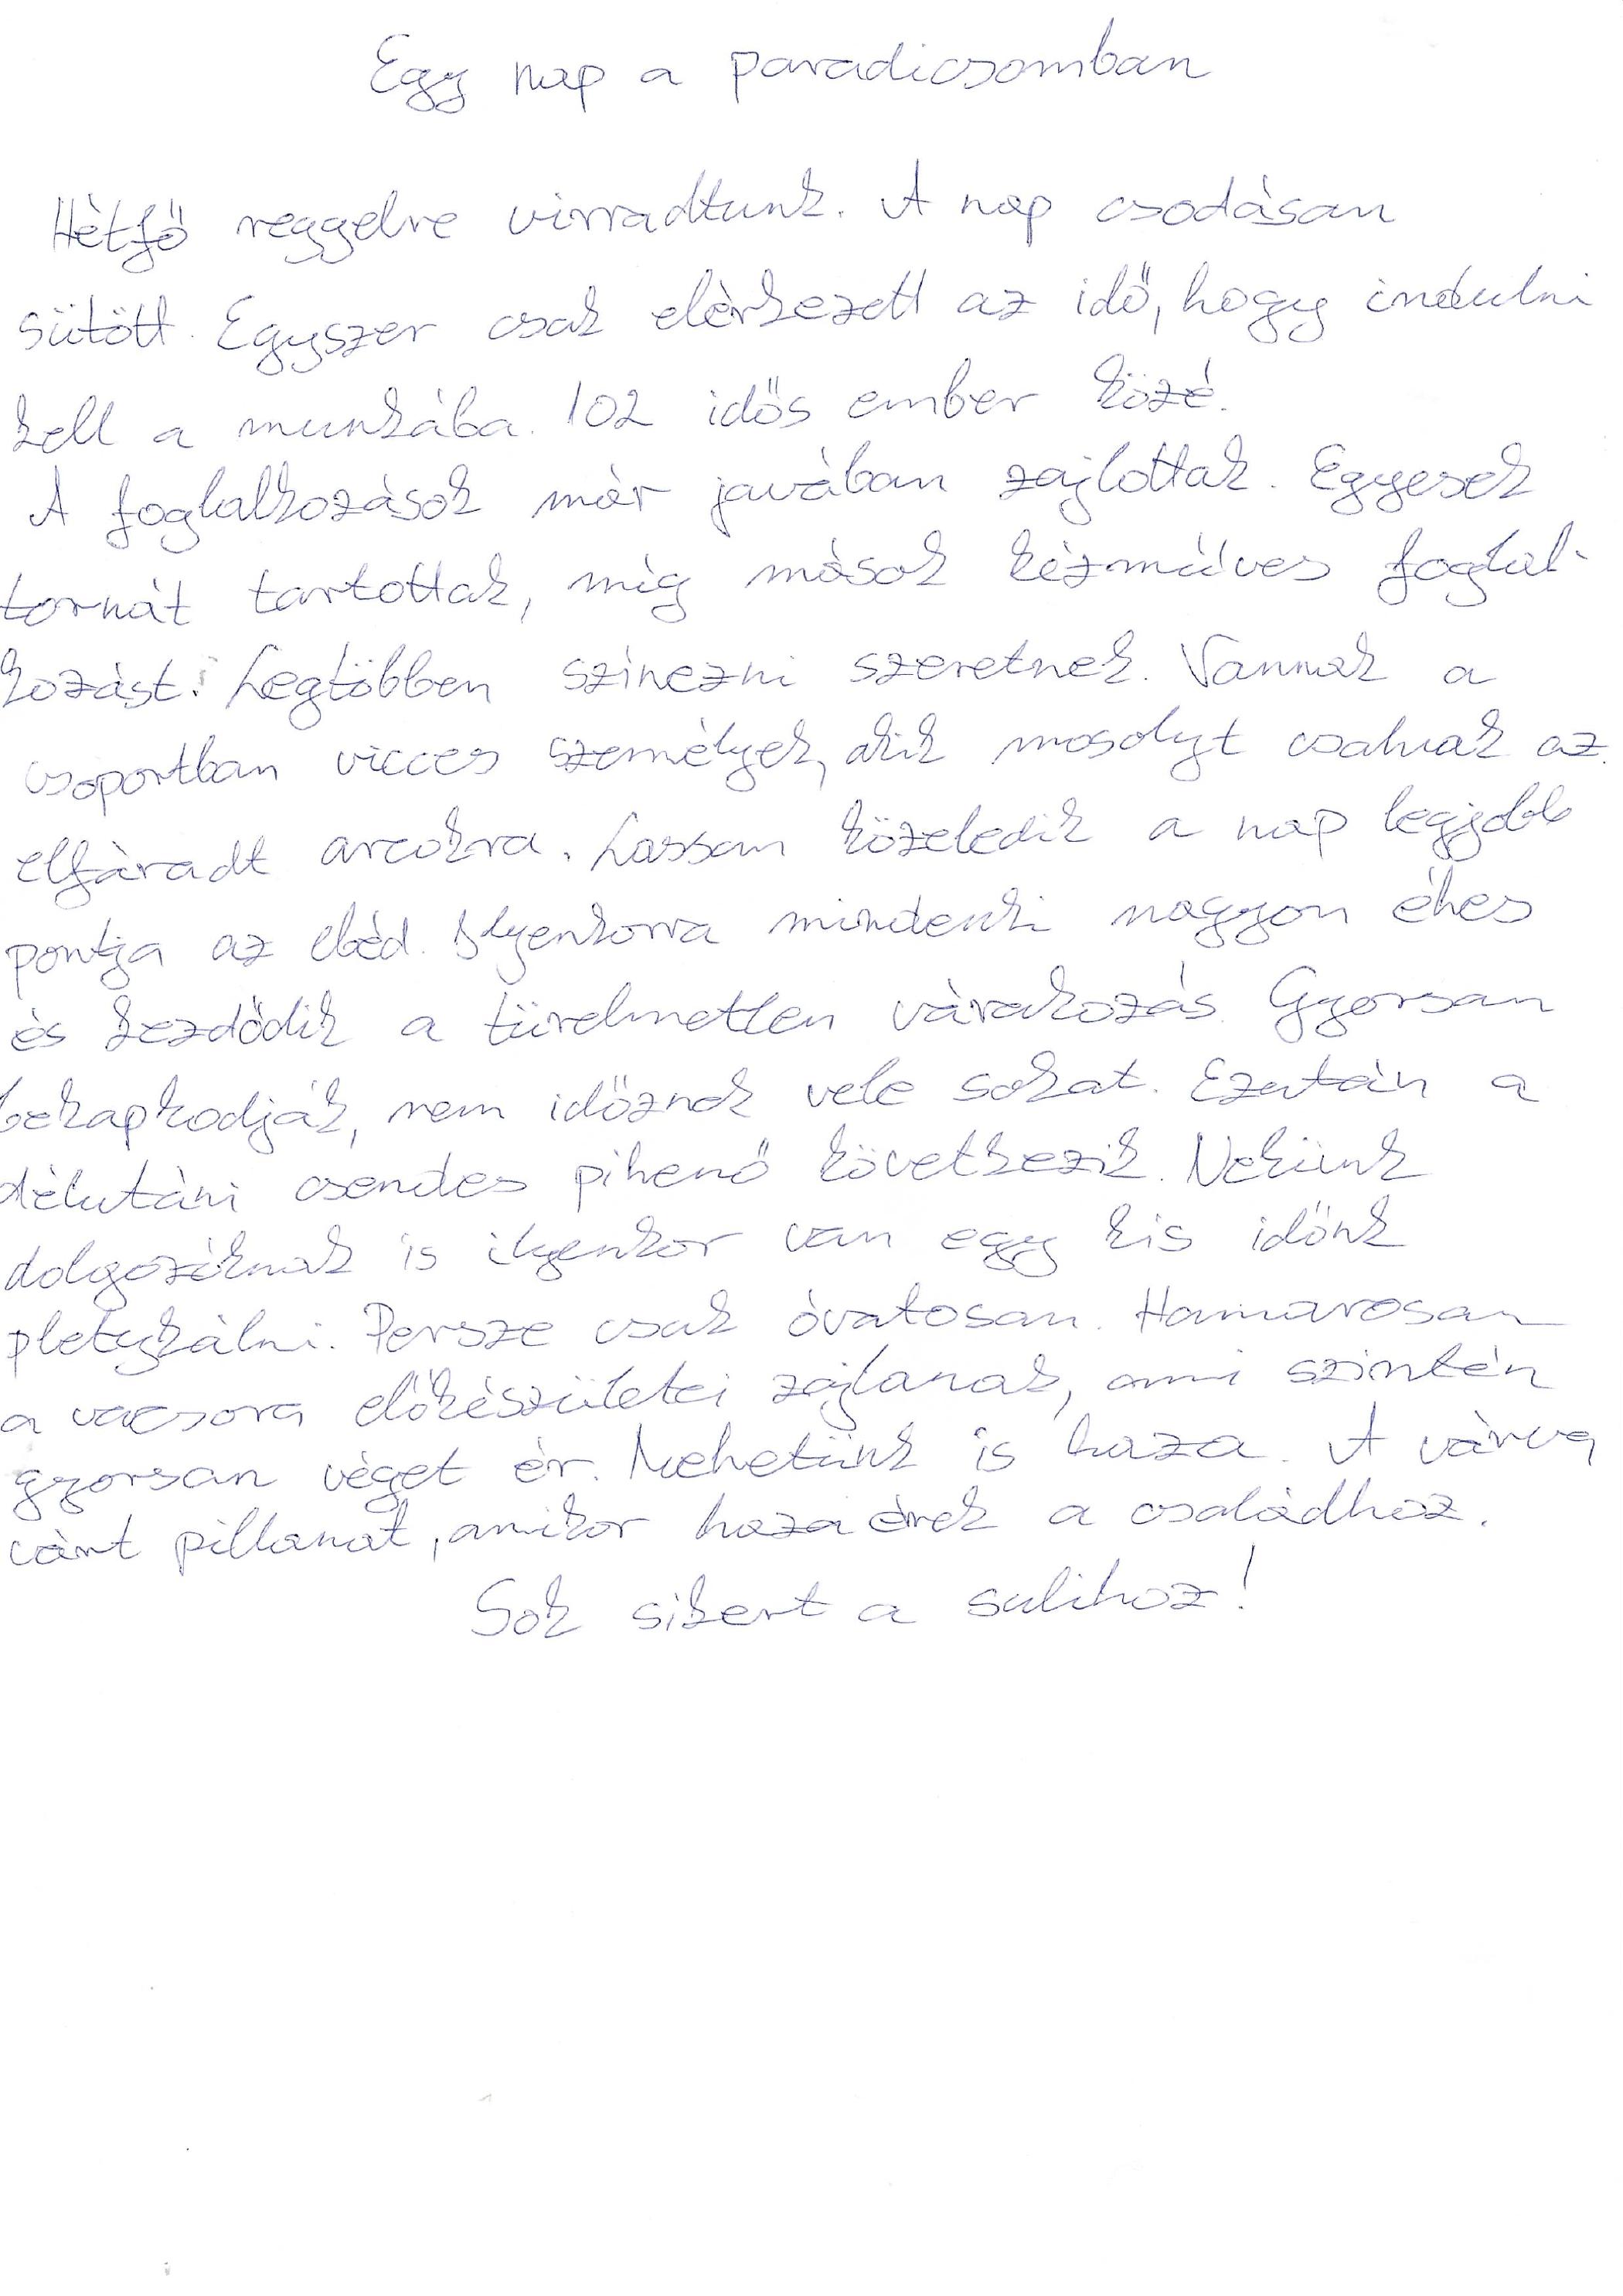 Egy nap a paradicsomban
Hétfő reggelre virradtunk. A nap csodásan
sütött. Egyszer csak elérkezett az idő, hogy indulni
kell a munkába. 102 idős ember közé.
A foglalkozások már javában zajlottak. Egyesek
tornát tartottak, míg mások kézműves foglal-
kozást. Legtöbben színezni szeretnek. Vannak a
csoportban vicces személyek, akik mosolyt csalnak az
elfáradt arcokra. Lassan közeledik a nap legjobb
pontja az ebéd. Ilyenkorra mindenki nagyon éhes
és kezdődik a türelmetlen várakozás. Gyorsan
bekapkodják, nem időznek vele sokat. Ezután a
délutáni csendes pihenő következik. Nekünk
dolgozóknak is ilyenkor van egy kis időnk
pletykálni. Persze csak óvatosan. Hamarosan
a vacsora előkészületei zajlanak, ami szintén
gyorsan véget ér. Mehetünk is haza. A várva
várt pillanat, amikor haza érek a családhoz.
Sok sikert a sulihoz!